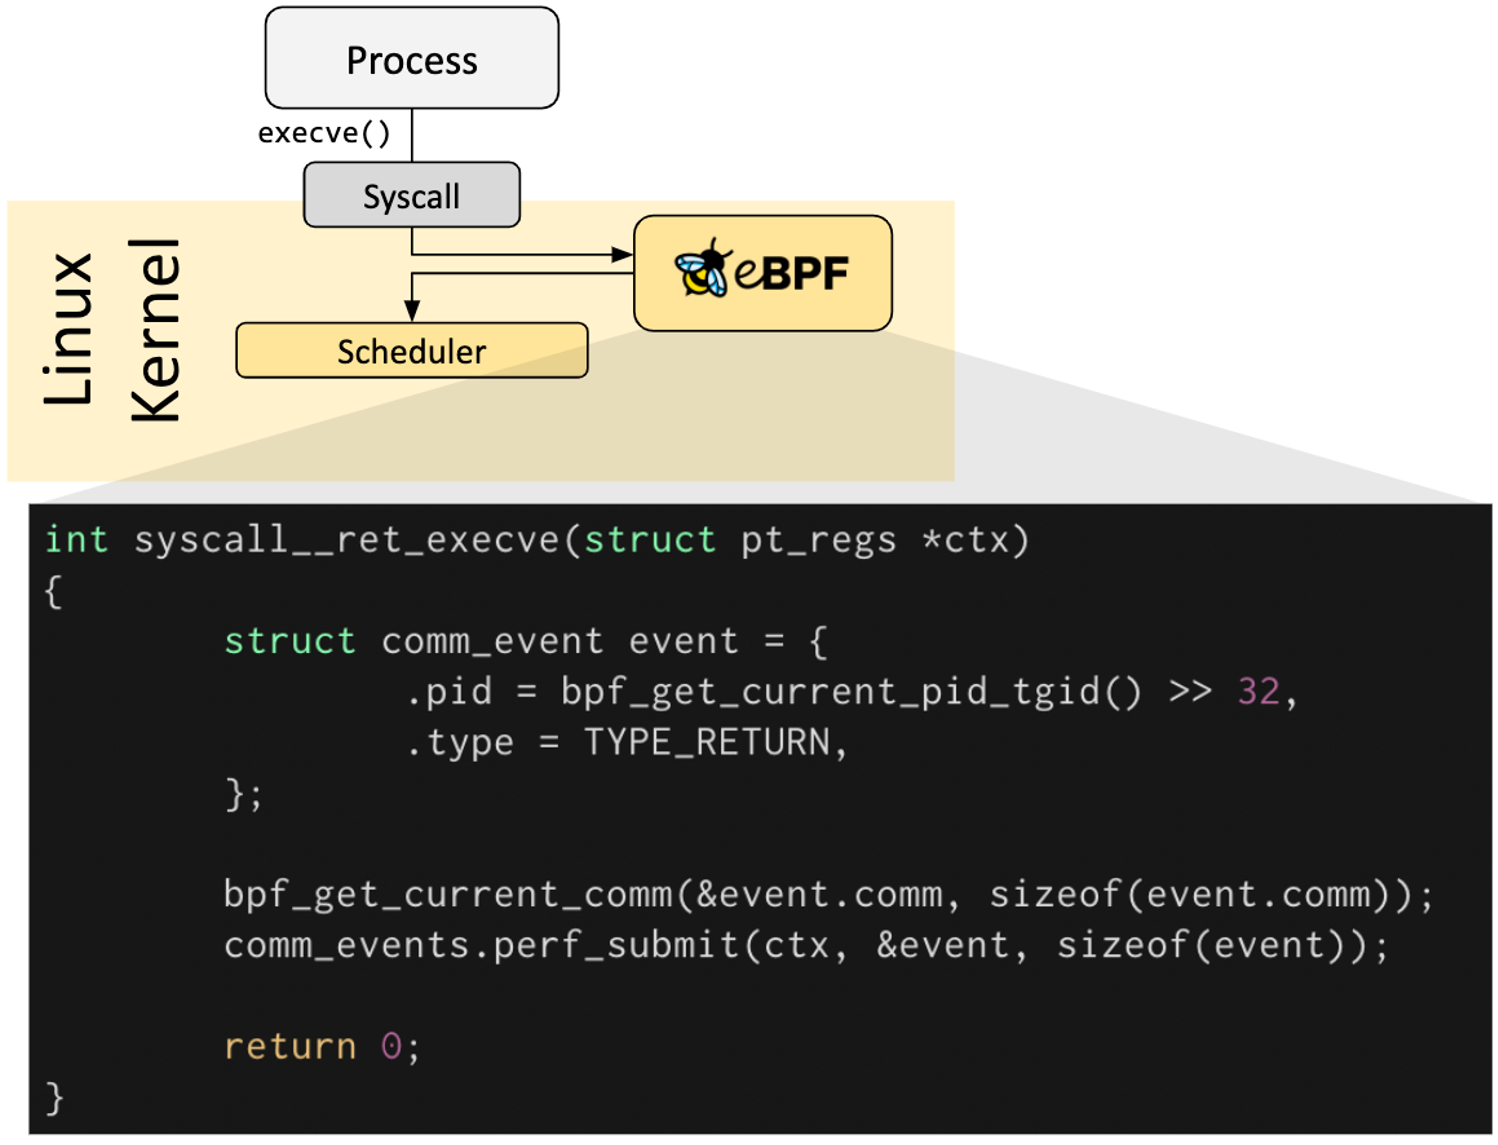 Process
execve()
Syscall
Linux
Kernel
eBPF
Scheduler
int syscall__ret_execve(struct pt_regs *ctx)
{
        struct comm_event event = {
                .pid = bpf_get_current_pid_tgid() >> 32,
                .type = TYPE_RETURN,
        };

        bpf_get_current_comm(&event.comm, sizeof(event.comm));
        comm_events.perf_submit(ctx, &event, sizeof(event));

        return 0;
}